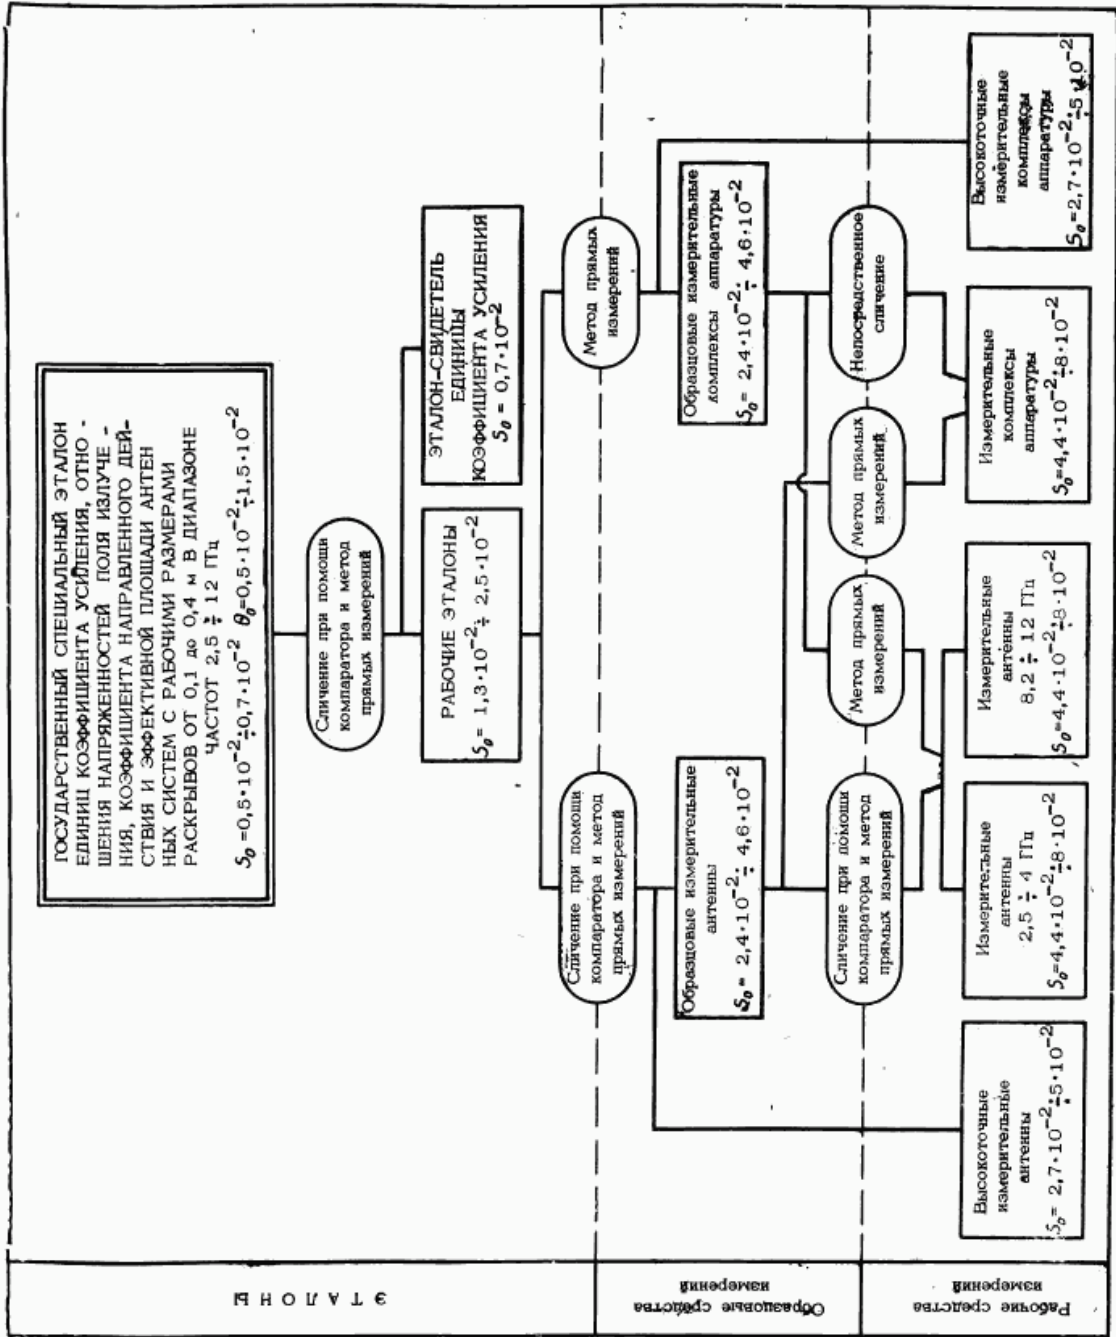 ГОСУДАРСТВЕННЫЙ СПЕЦИАЛЬНЫЙ ЭТАЛОН
ЕДИНИЦ КОЭФФИЦИЕНТА УСИЛЕНИЯ, ОТНО -
ШЕНИЯ НАПРЯЖЕННОСТЕЙ ПОЛЯ ИЗЛУЧЕ -
НИЯ, КОЭФФИЦИЕНТА НАПРАВЛЕННОГО ДЕЙ-
СТВИЯ И ЭФФЕКТИВНОЙ ПЛОЩАДИ АНТЕН
НЫХ СИСТЕМ С РАБОЧИМИ РАЗМЕРАМИ
РАСКРЫВОВ ОТ 0,1 до 0,4 м В ДИАПАЗОНЕ
ЧАСТОТ 2,5 ÷ 12 ГГц
S₀ =0,5·10⁻²÷0,7·10⁻² θ₀=0,5·10⁻²÷1,5·10⁻²
Сличение при помощи
компаратора и метод
прямых измерений
РАБОЧИЕ ЭТАЛОНЫ
S₀ = 1,3·10⁻²÷ 2,5·10⁻²
ЭТАЛОН-СВИДЕТЕЛЬ
ЕДИНИЦЫ
КОЭФФИЦИЕНТА УСИЛЕНИЯ
S₀ = 0,7·10⁻²
Э Т А Л О Н Ы
Сличение при помощи
компаратора и метод
прямых измерений
Метод прямых
измерений
Образцовые измерительные
антенны
S₀ = 2,4·10⁻²÷ 4,6·10⁻²
Образцовые измерительные
комплексы аппаратуры
S₀ = 2,4·10⁻²÷ 4,6·10⁻²
Образцовые средства
измерений
Сличение при помощи
компаратора и метод
прямых измерений
Метод прямых
измерений
Метод прямых
измерений
Непосредственное
сличение
Высокоточные
измерительные
антенны
S₀= 2,7·10⁻²÷5·10⁻²
Измерительные
антенны
2,5 ÷ 4 ГГц
S₀=4,4·10⁻²÷8·10⁻²
Измерительные
антенны
8,2 ÷ 12 ГГц
S₀=4,4·10⁻²÷8·10⁻²
Измерительные
комплексы
аппаратуры
S₀=4,4·10⁻²÷8·10⁻²
Высокоточные
измерительные
комплексы
аппаратуры
S₀=2,7·10⁻²÷5·10⁻²
Рабочие средства
измерений